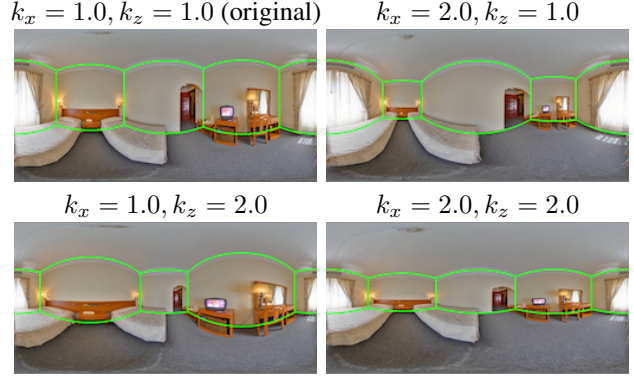 k_x = 1.0, k_z = 1.0 (original)
k_x = 2.0, k_z = 1.0
k_x = 1.0, k_z = 2.0
k_x = 2.0, k_z = 2.0